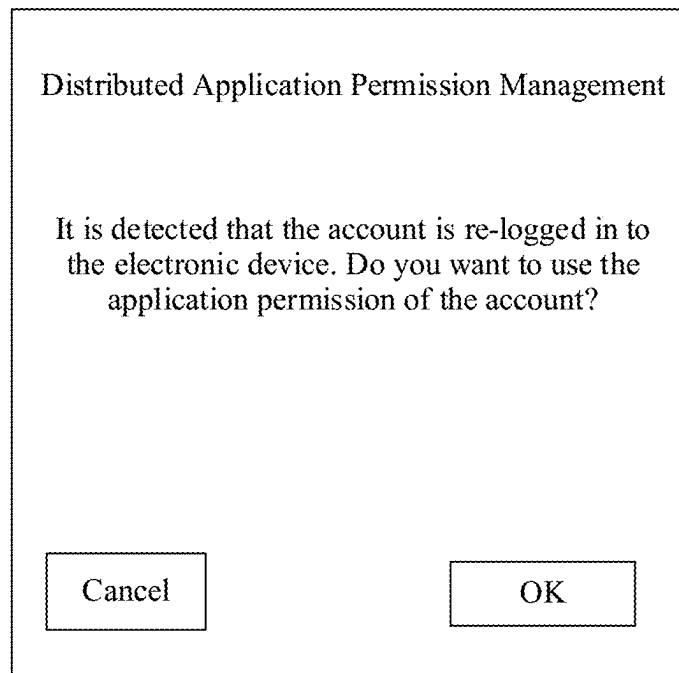 Distributed Application Permission Management
It is detected that the account is re-logged in to
the electronic device. Do you want to use the
application permission of the account?
Cancel
OK